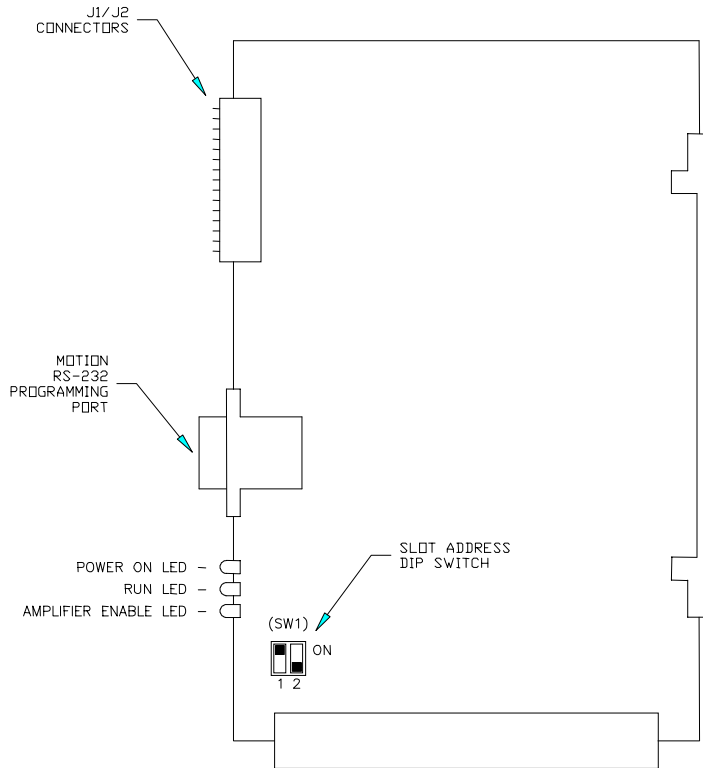 J1/J2
CONNECTORS
MOTION
RS-232
PROGRAMMING
PORT
POWER ON LED -
RUN LED -
AMPLIFIER ENABLE LED -
SLOT ADDRESS
DIP SWITCH
(SW1)
ON
1 2